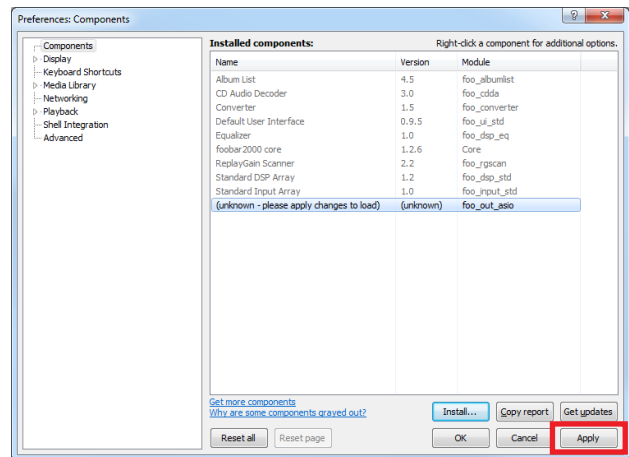 Preferences: Components
Components
Display
Keyboard Shortcuts
Media Library
Networking
Playback
Shell Integration
Advanced
Installed components: Right-click a component for additional options.
Name Version Module
Album List 4.5 foo_albumlist
CD Audio Decoder 3.0 foo_cdda
Converter 1.5 foo_converter
Default User Interface 0.9.5 foo_ui_std
Equalizer 1.0 foo_dsp_eq
foobar2000 core 1.2.6 Core
ReplayGain Scanner 2.2 foo_rgscan
Standard DSP Array 1.2 foo_dsp_std
Standard Input Array 1.0 foo_input_std
(unknown - please apply changes to load) (unknown) foo_out_asio
Get more components
Why are some components grayed out?
Install... Copy report Get updates
Reset all Reset page OK Cancel Apply